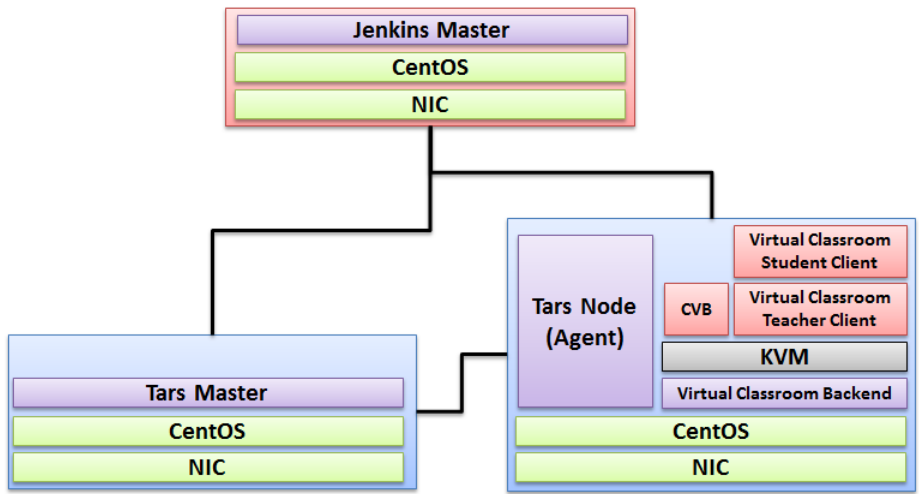 Jenkins Master
CentOS
NIC
Tars Master
CentOS
NIC
Tars Node
(Agent)
Virtual Classroom
Student Client
CVB
Virtual Classroom
Teacher Client
KVM
Virtual Classroom Backend
CentOS
NIC